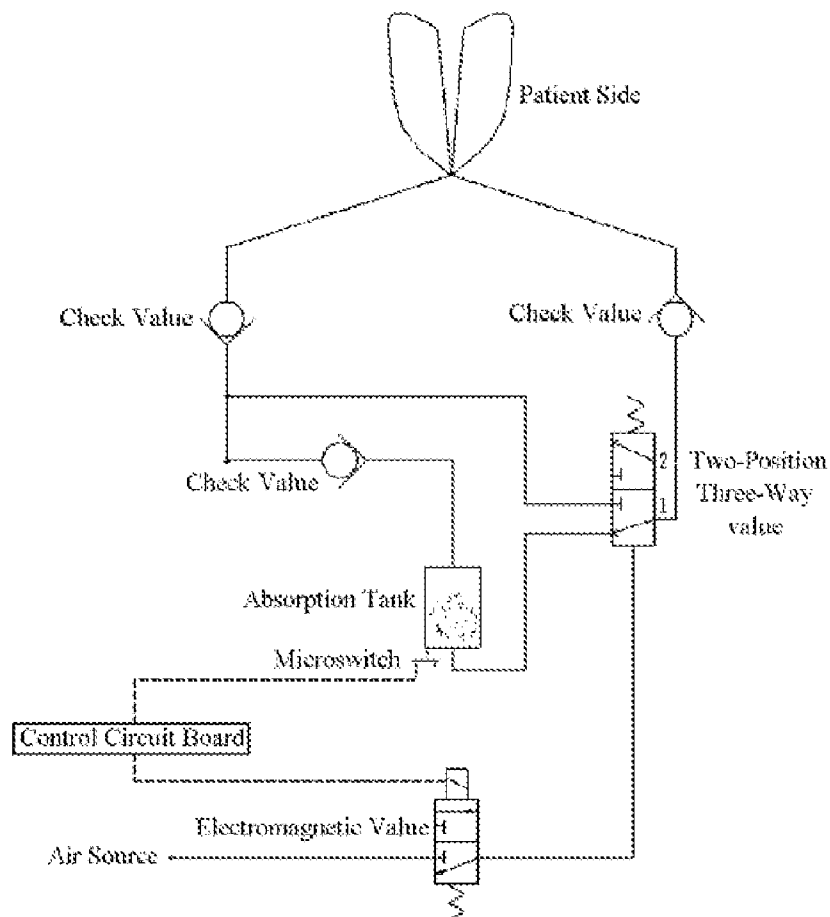 Patient Side
Check Value
Check Value
2
Two-Position
1
Three-Way
value
Check Value
Absorption Tank
Microswitch
Control Circuit Board
Electromagnetic Value
Air Source